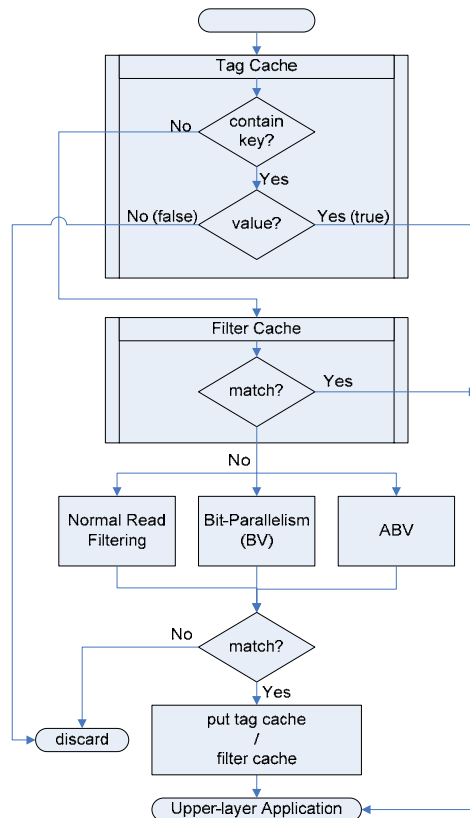 Tag Cache
No
contain
key?
Yes
No (false)
value?
Yes (true)
Filter Cache
match?
Yes
No
Normal Read
Filtering
Bit-Parallelism
(BV)
ABV
No
match?
Yes
put tag cache
/
filter cache
discard
Upper-layer Application